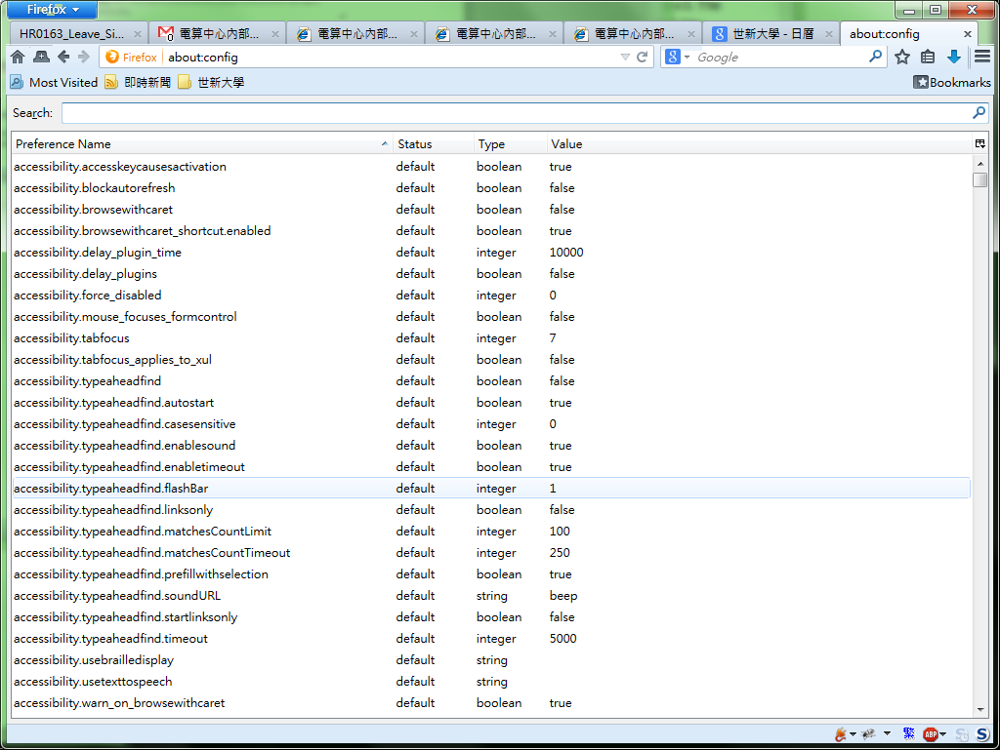 Firefox
HR0163_Leave_Si... 電算中心內部... 電算中心內部... 電算中心內部... 電算中心內部... 世新大學 - 日曆 about:config
Firefox about:config Google
Most Visited 即時新聞 世新大學 Bookmarks
Search:
Preference Name Status Type Value
accessibility.accesskeycausesactivation default boolean true
accessibility.blockautorefresh default boolean false
accessibility.browsewithcaret default boolean false
accessibility.browsewithcaret_shortcut.enabled default boolean true
accessibility.delay_plugin_time default integer 10000
accessibility.delay_plugins default boolean false
accessibility.force_disabled default integer 0
accessibility.mouse_focuses_formcontrol default boolean false
accessibility.tabfocus default integer 7
accessibility.tabfocus_applies_to_xul default boolean false
accessibility.typeaheadfind default boolean false
accessibility.typeaheadfind.autostart default boolean true
accessibility.typeaheadfind.casesensitive default integer 0
accessibility.typeaheadfind.enablesound default boolean true
accessibility.typeaheadfind.enabletimeout default boolean true
accessibility.typeaheadfind.flashBar default integer 1
accessibility.typeaheadfind.linksonly default boolean false
accessibility.typeaheadfind.matchesCountLimit default integer 100
accessibility.typeaheadfind.matchesCountTimeout default integer 250
accessibility.typeaheadfind.prefillwithselection default boolean true
accessibility.typeaheadfind.soundURL default string beep
accessibility.typeaheadfind.startlinksonly default boolean false
accessibility.typeaheadfind.timeout default integer 5000
accessibility.usebrailledisplay default string
accessibility.usetexttospeech default string
accessibility.warn_on_browsewithcaret default boolean true
繁 ABP S S